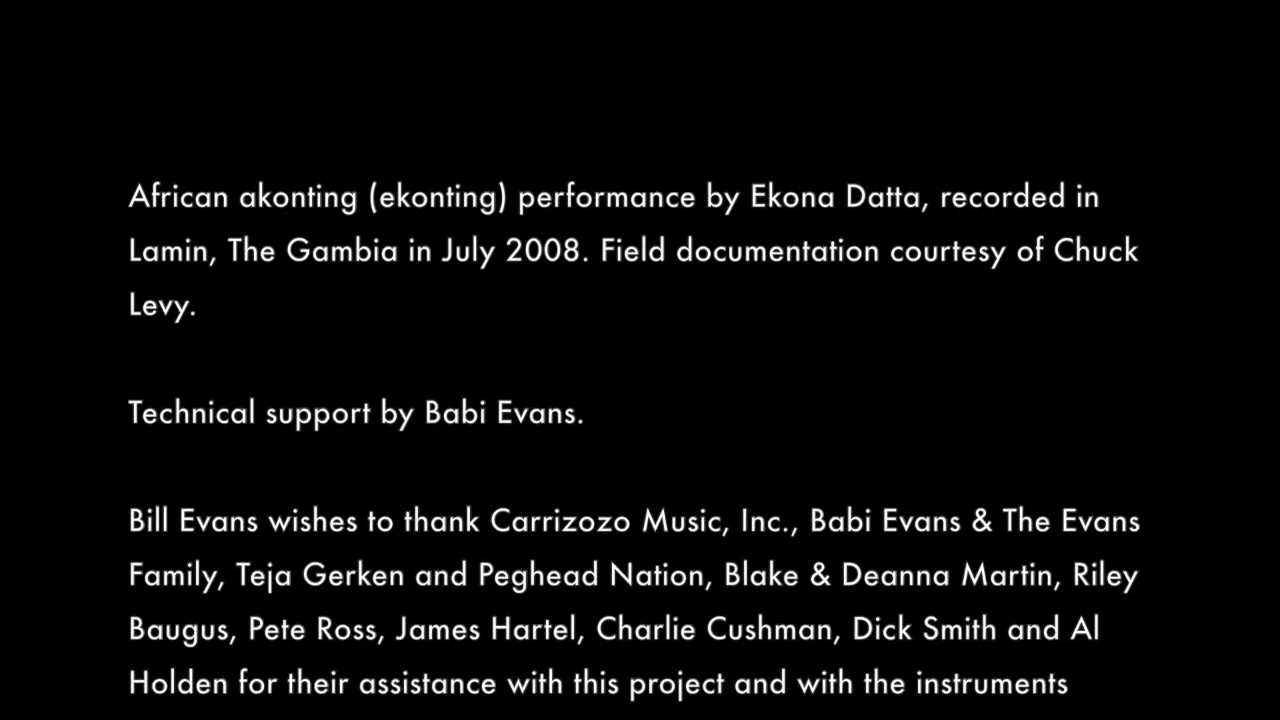 African akonting (ekonting) performance by Ekona Datta, recorded in
Lamin, The Gambia in July 2008. Field documentation courtesy of Chuck
Levy.
Technical support by Babi Evans.
Bill Evans wishes to thank Carrizozo Music, Inc., Babi Evans & The Evans
Family, Teja Gerken and Peghead Nation, Blake & Deanna Martin, Riley
Baugus, Pete Ross, James Hartel, Charlie Cushman, Dick Smith and Al
Holden for their assistance with this project and with the instruments